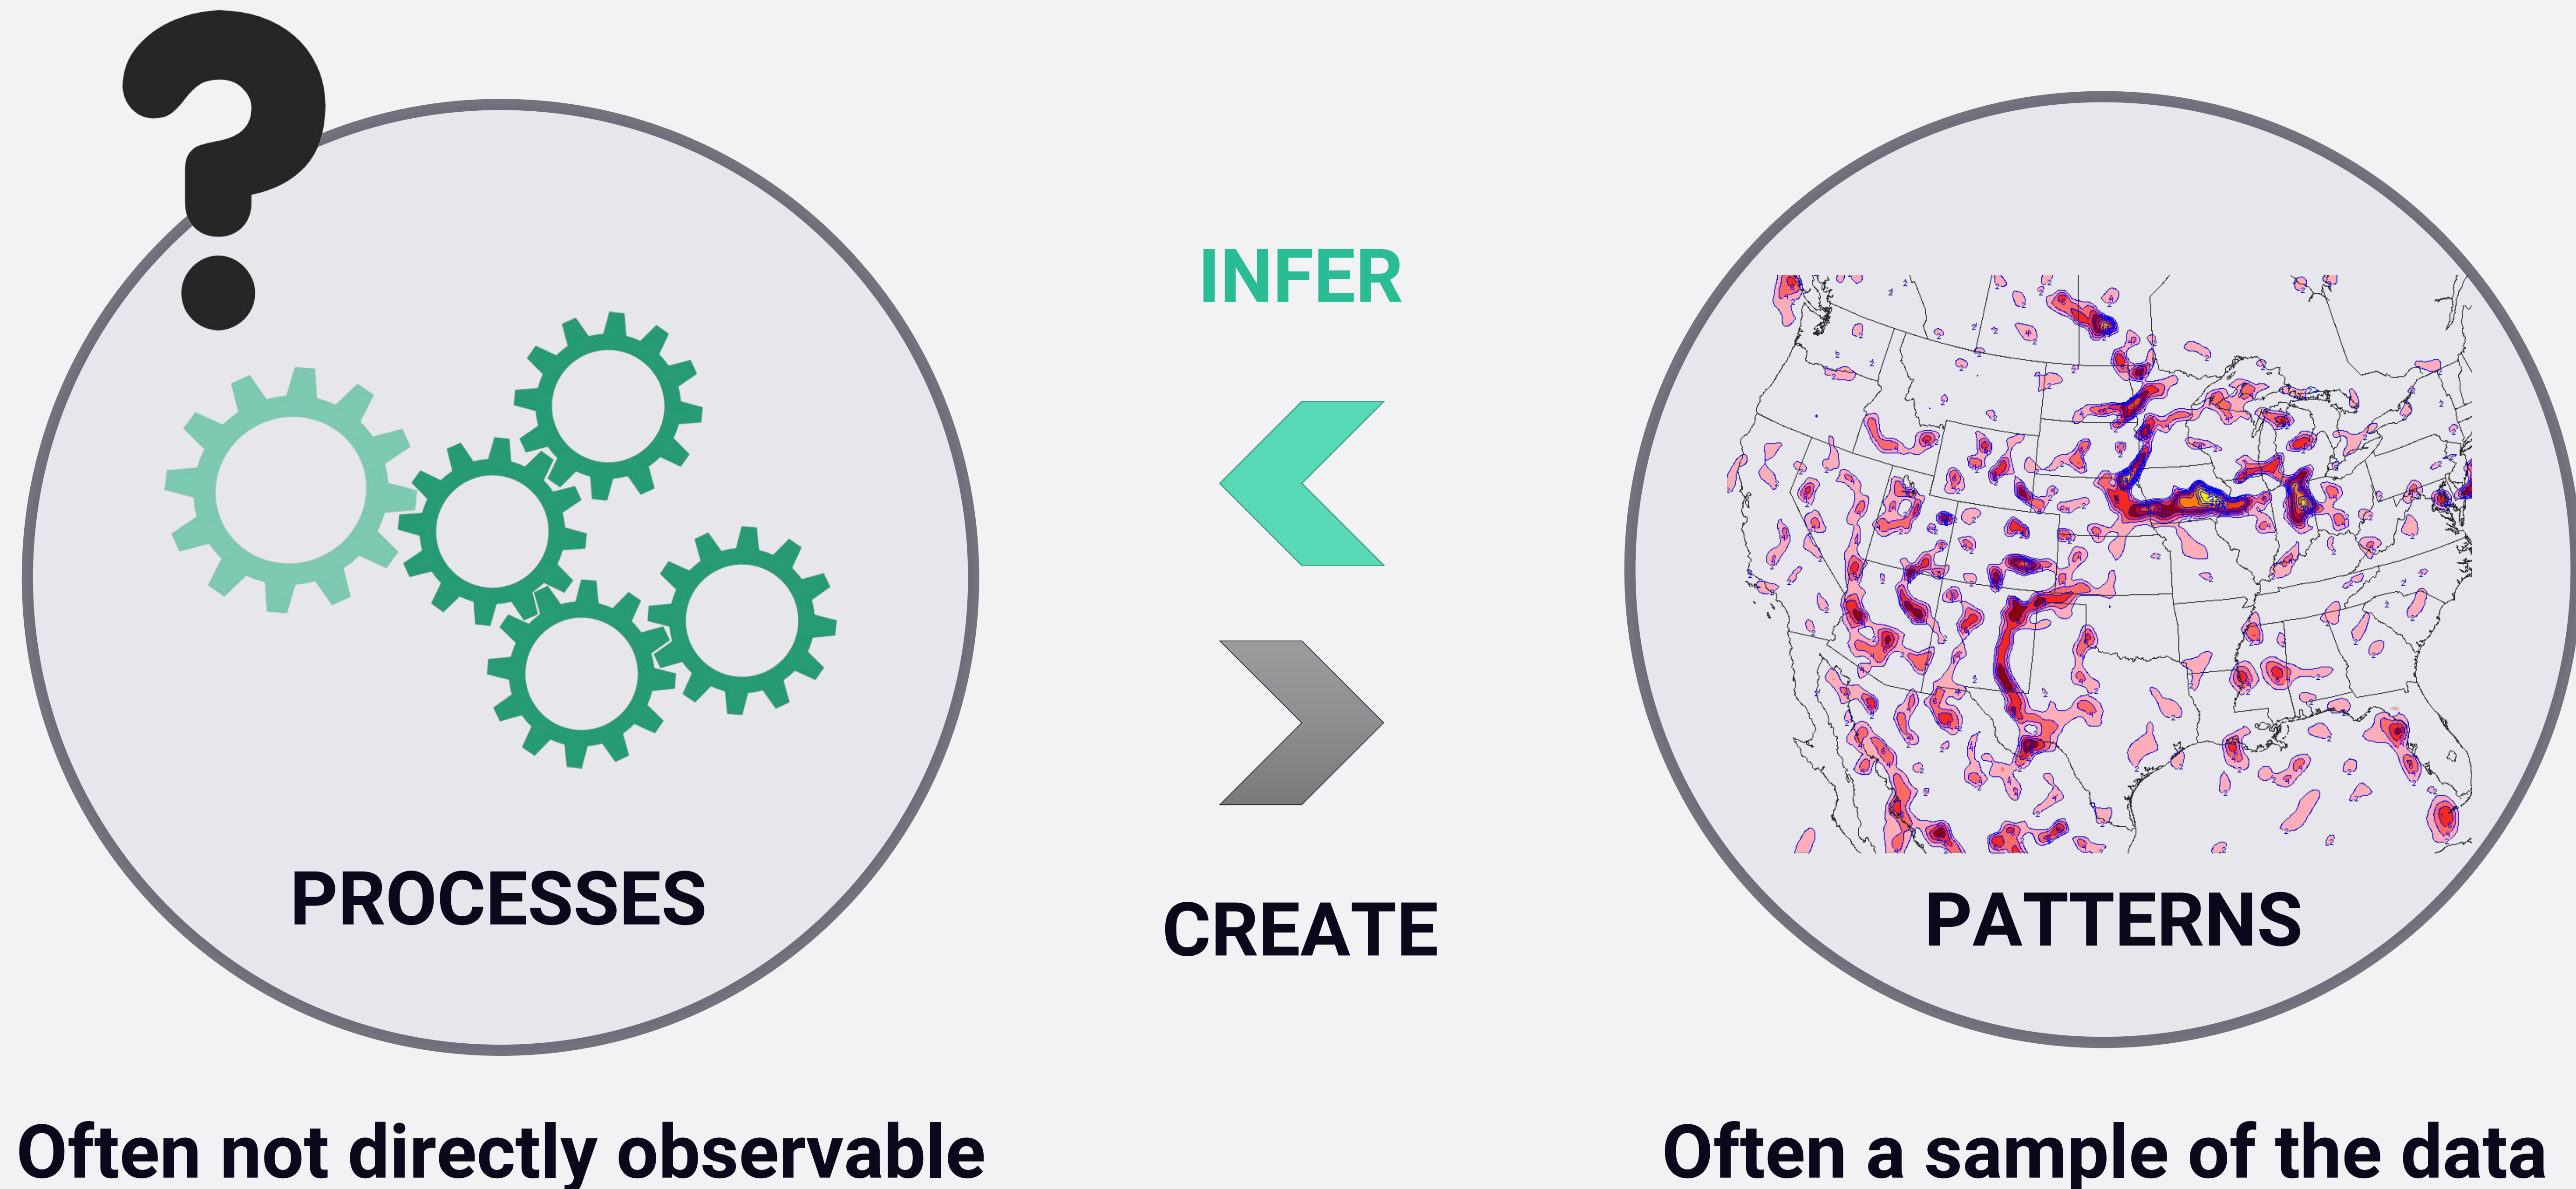 ?
INFER
PROCESSES
CREATE
PATTERNS
Often not directly observable
Often a sample of the data